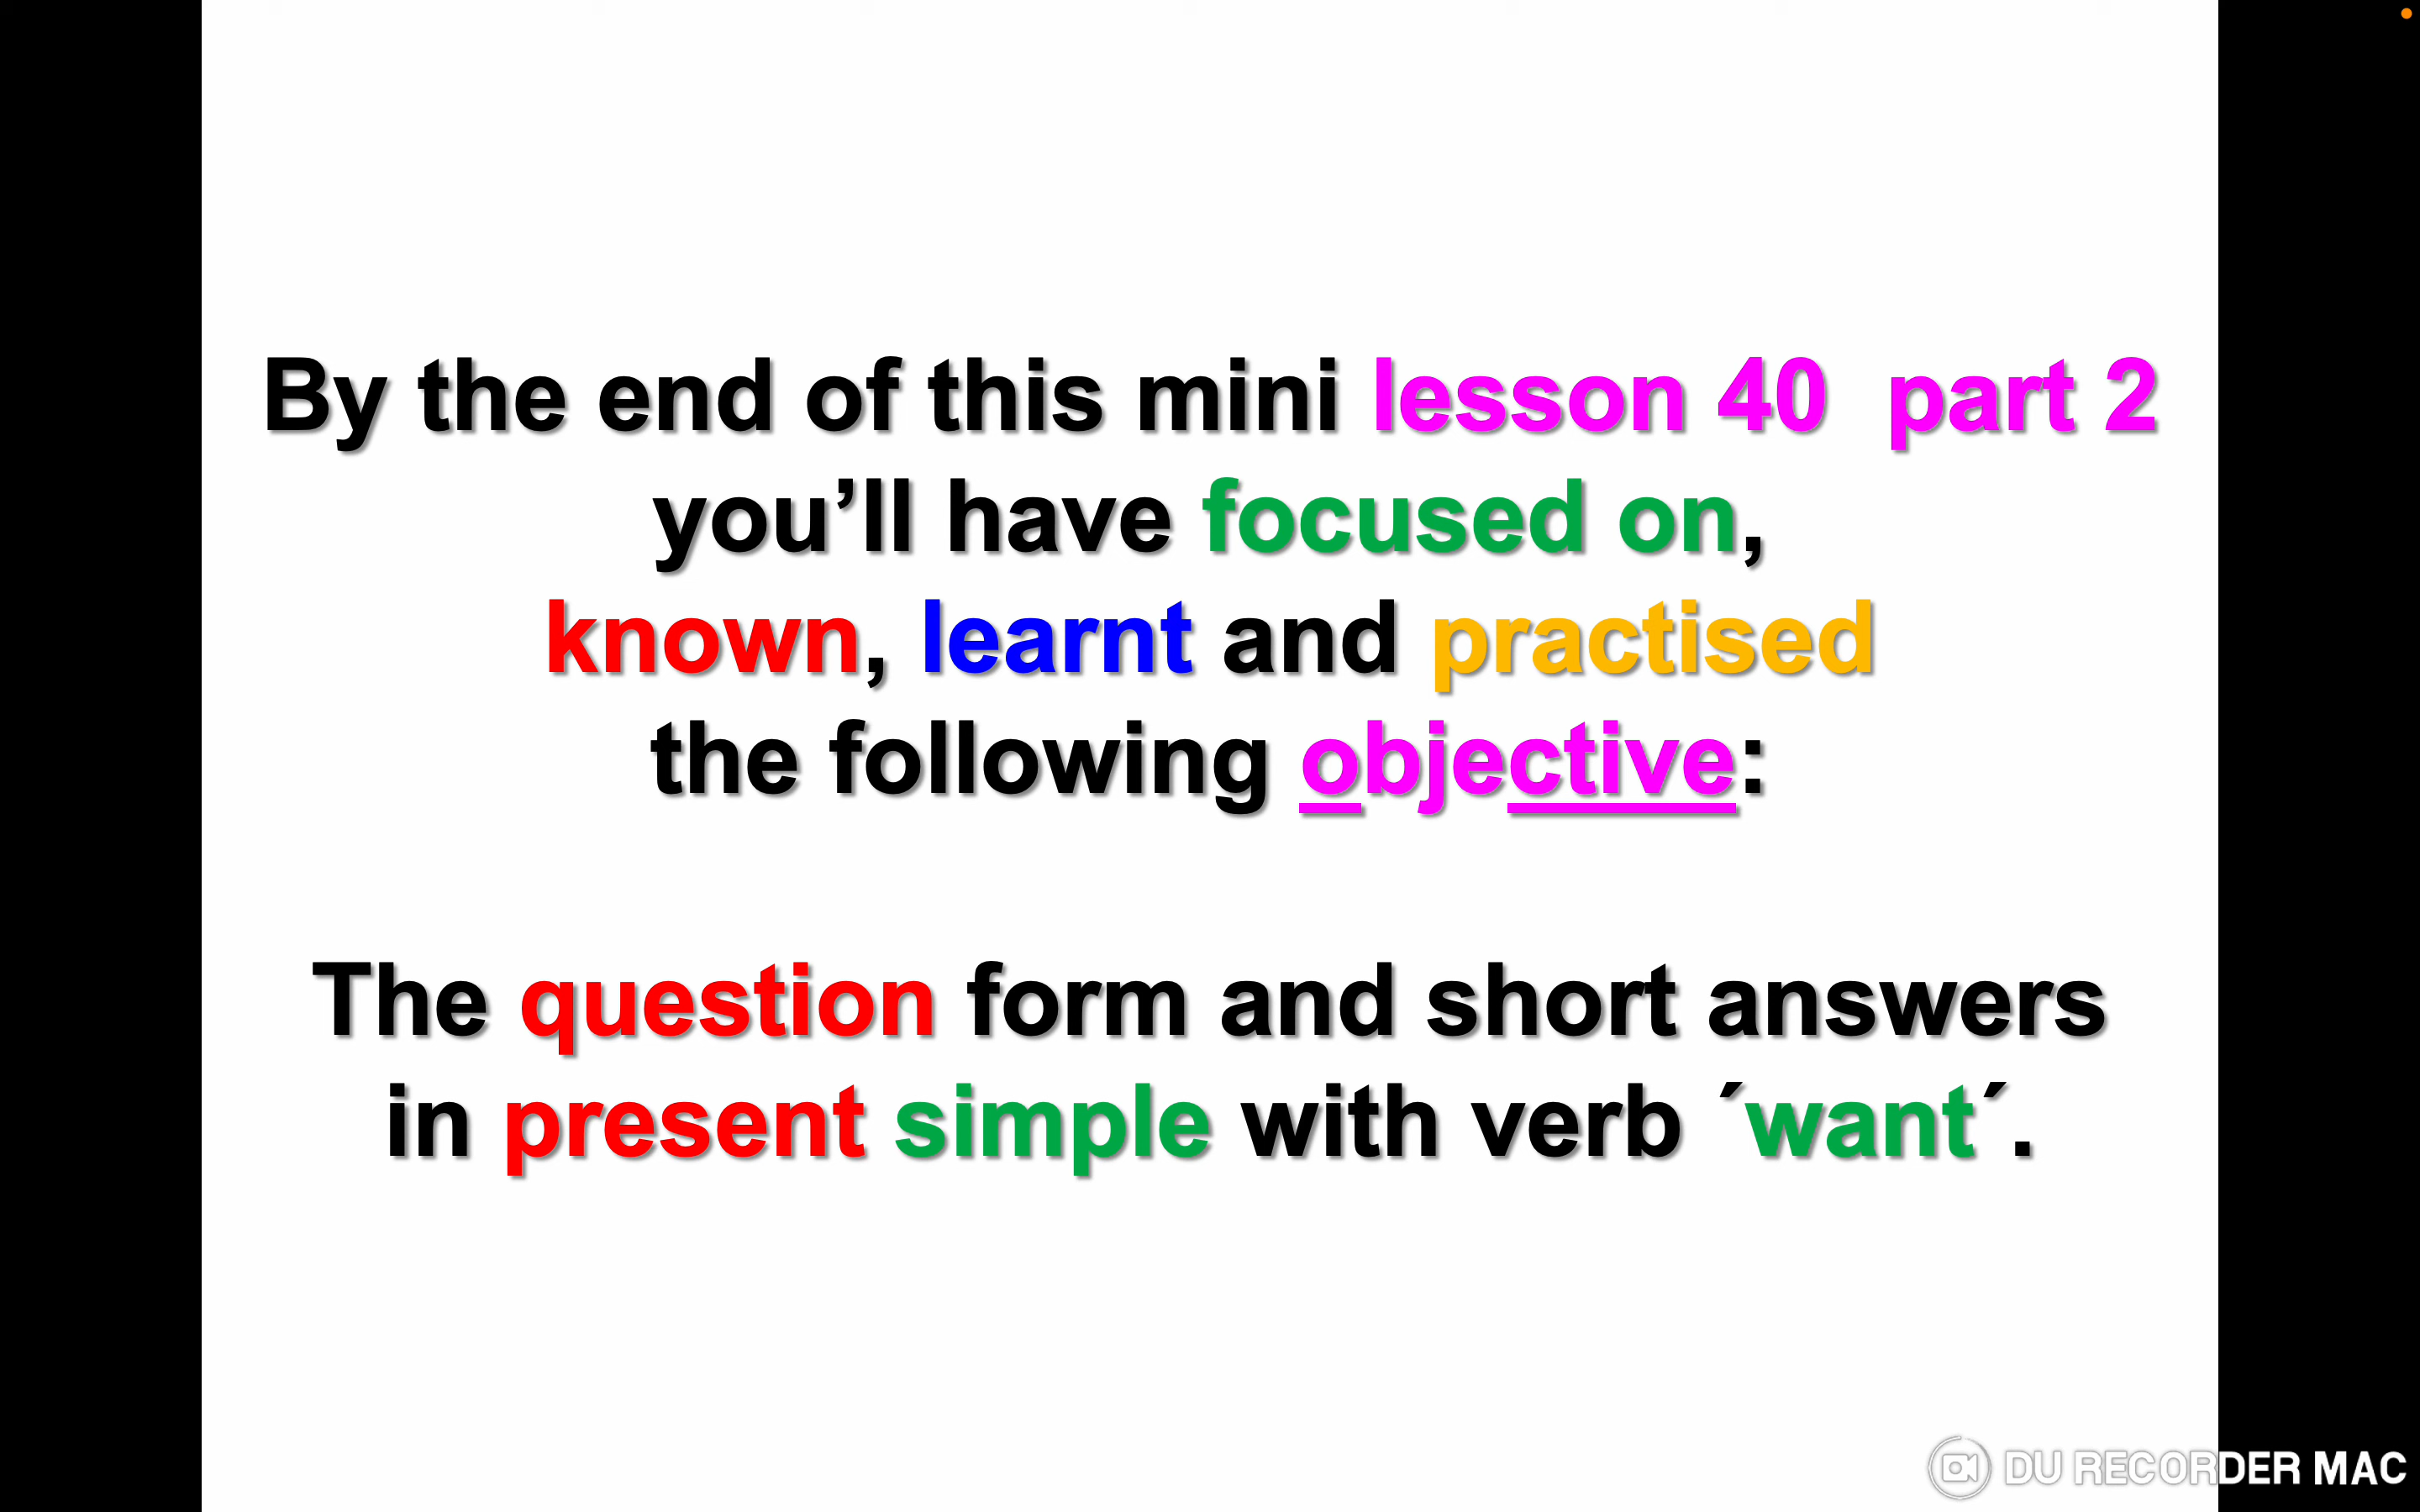 By the end of this mini lesson 40  part 2
you’ll have focused on,
known, learnt and practised
the following objective:
The question form and short answers
in present simple with verb ´want´.
DU RECORDER MAC